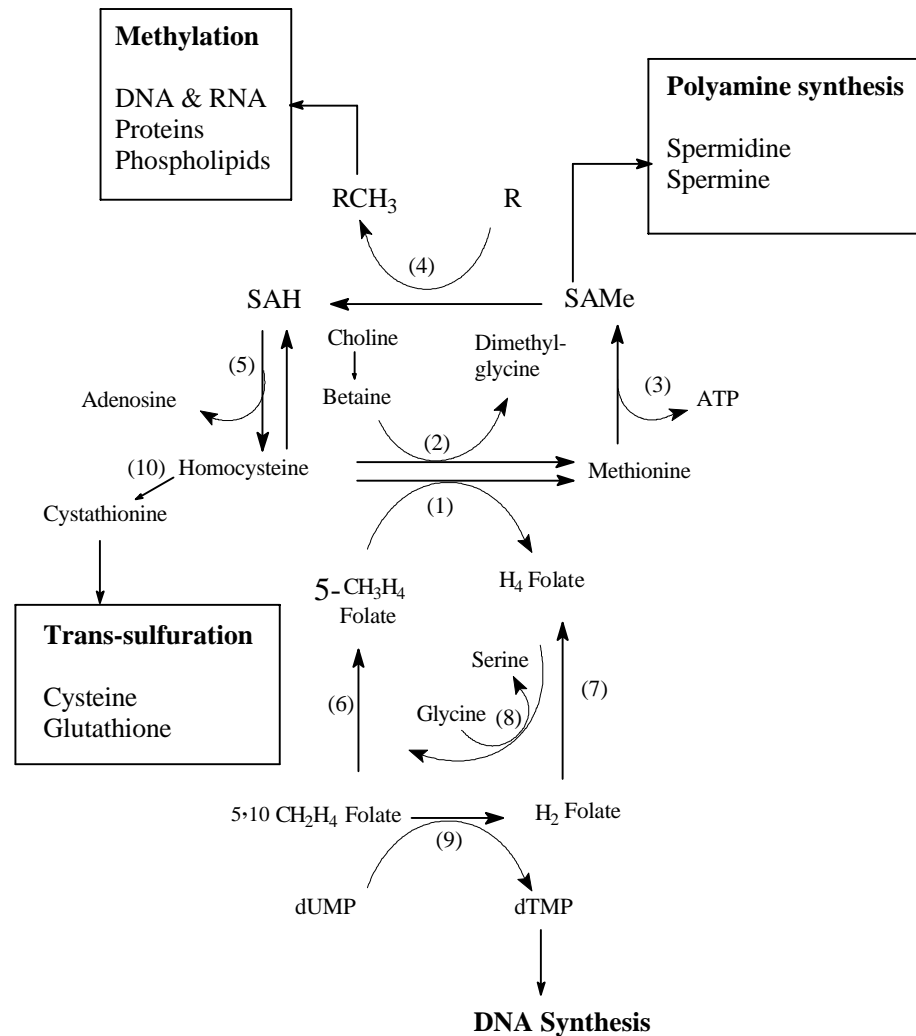 Methylation
DNA & RNA
Proteins
Phospholipids
Polyamine synthesis
Spermidine
Spermine
RCH₃
R
(4)
SAH
SAMe
Choline
Dimethyl-
glycine
(5)
(3)
Adenosine
Betaine
ATP
(2)
(10)
Homocysteine
Methionine
Cystathionine
(1)
5-CH₃H₄
Folate
H₄ Folate
Trans-sulfuration
Cysteine
Glutathione
Serine
(6)
Glycine
(8)
(7)
5,10 CH₂H₄ Folate
H₂ Folate
(9)
dUMP
dTMP
DNA Synthesis